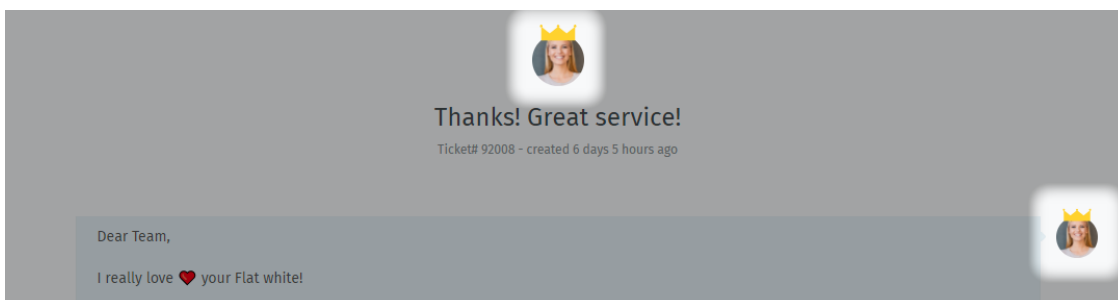 Thanks! Great service!
Ticket# 92008 - created 6 days 5 hours ago
Dear Team,
I really love ❤ your Flat white!